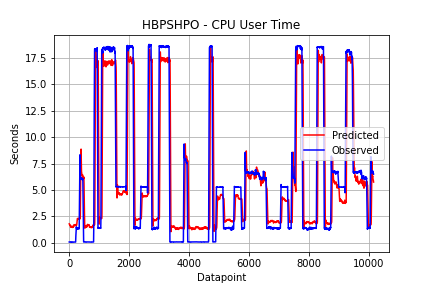 HBPSHPO - CPU User Time
17.5
15.0
12.5
10.0
7.5
5.0
2.5
0.0
Seconds
Predicted
Observed
0 2000 4000 6000 8000 10000
Datapoint